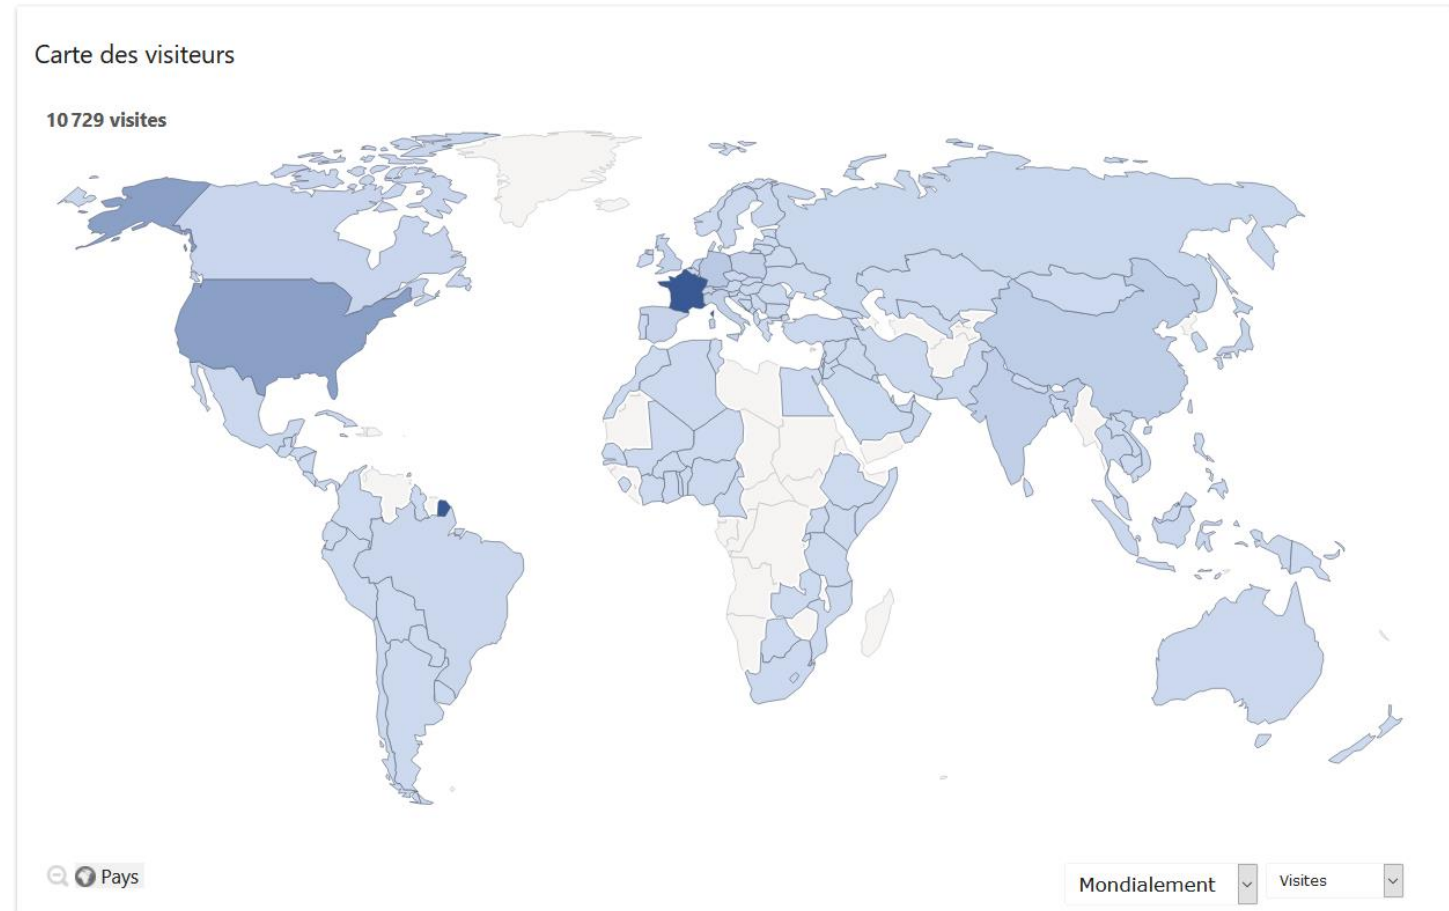 Carte des visiteurs
10 729 visites
Pays
Mondialement
Visites